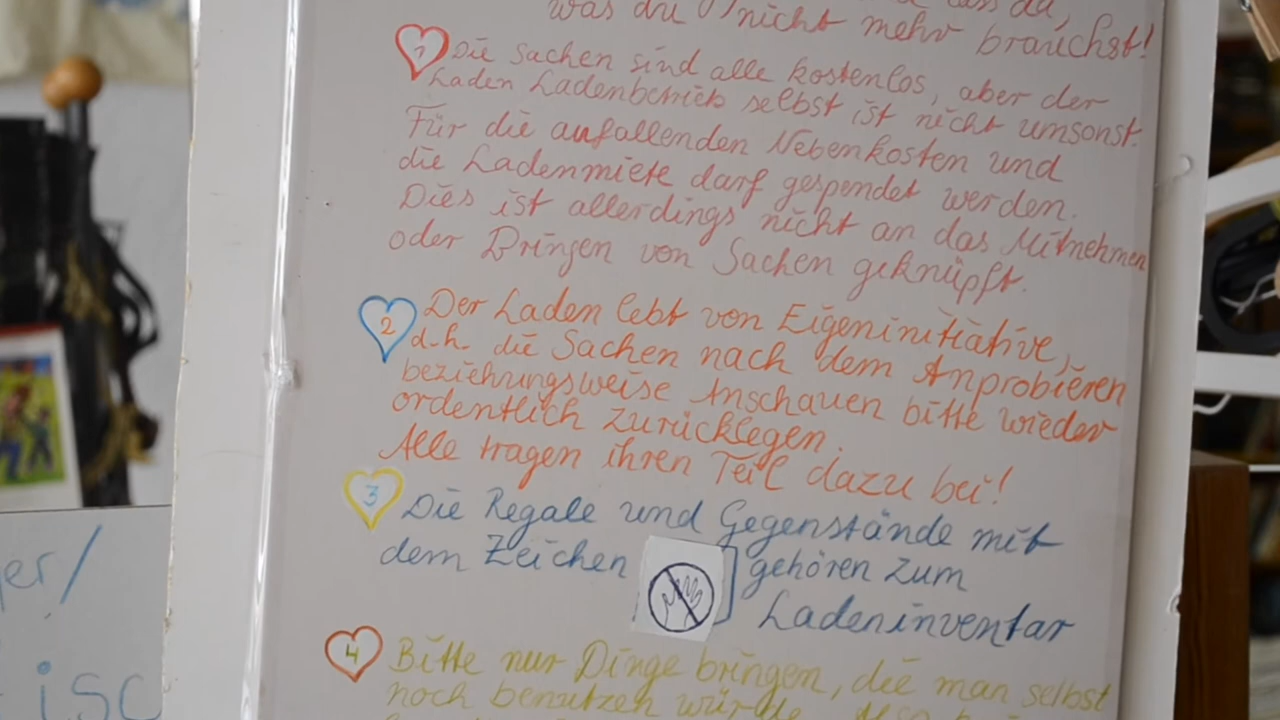 was du nicht mehr brauchst!
1 Die Sachen sind alle kostenlos, aber der
Laden Ladenbetrieb selbst ist nicht umsonst.
Für die anfallenden Nebenkosten und
die Ladenmiete darf gespendet werden.
Dies ist allerdings nicht an das Mitnehmen
oder Bringen von Sachen geknüpft.
2 Der Laden lebt von Eigeninitiative,
d.h. die Sachen nach dem Anprobieren
beziehungsweise Anschauen bitte wieder
ordentlich zurücklegen.
Alle tragen ihren Teil dazu bei!
3 Die Regale und Gegenstände mit
dem Zeichen gehören zum
Ladeninventar
4 Bitte nur Dinge bringen, die man selbst
noch benutzen würde.
er/
isc